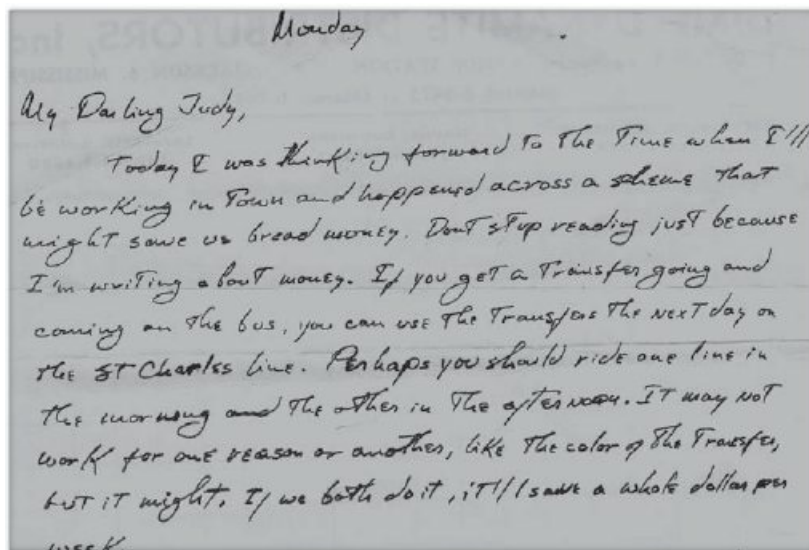 Monday
My Darling Judy,
Today I was thinking forward to the Time when I'll
be working in Town and happened across a scheme that
might save us bread money. Dont stop reading just because
I'm writing about money. If you get a Transfer going and
coming on the bus, you can use the Transfers the next day on
the ST Charles line. Perhaps you should ride one line in
the morning and the other in the afternoon. IT may not
work for one reason or another, like the color of the Transfer,
but it might. If we both do it, it'll save a whole dollar per
week